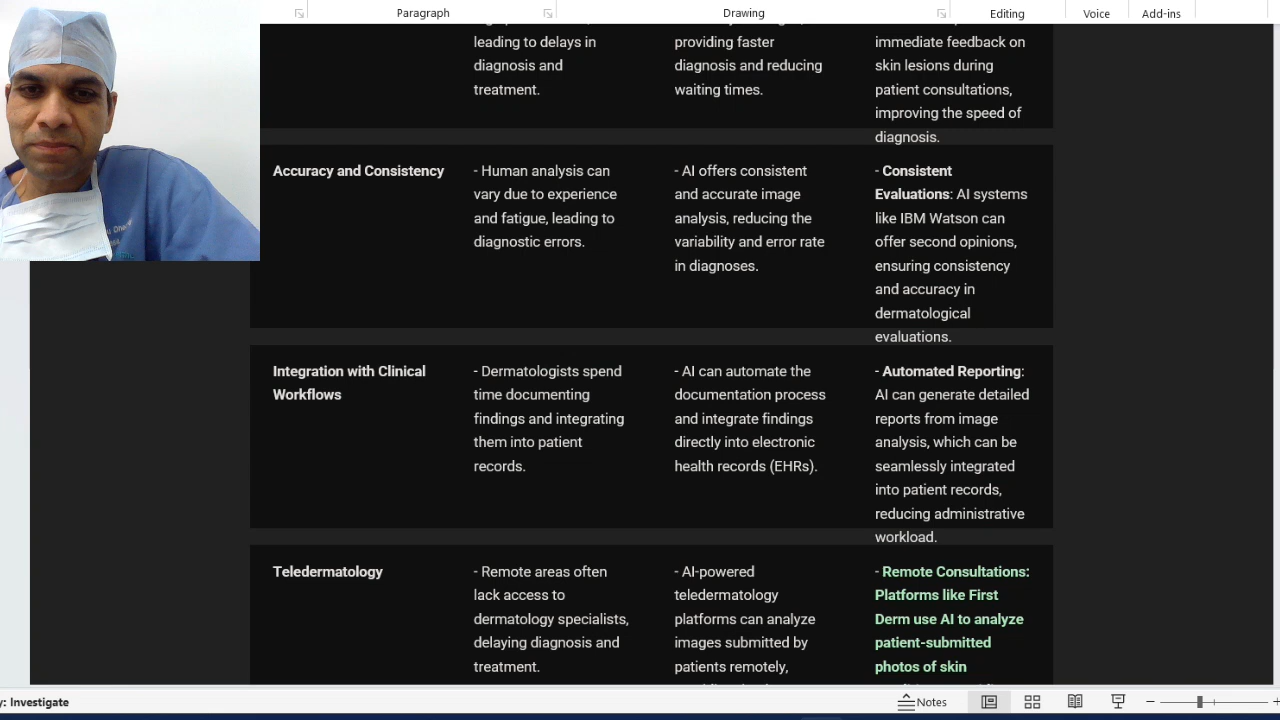 Paragraph
Drawing
Editing
Voice
Add-ins
leading to delays in
diagnosis and
treatment.
providing faster
diagnosis and reducing
waiting times.
immediate feedback on
skin lesions during
patient consultations,
improving the speed of
diagnosis.
Accuracy and Consistency
- Human analysis can
vary due to experience
and fatigue, leading to
diagnostic errors.
- AI offers consistent
and accurate image
analysis, reducing the
variability and error rate
in diagnoses.
- Consistent
Evaluations: AI systems
like IBM Watson can
offer second opinions,
ensuring consistency
and accuracy in
dermatological
evaluations.
Integration with Clinical
Workflows
- Dermatologists spend
time documenting
findings and integrating
them into patient
records.
- AI can automate the
documentation process
and integrate findings
directly into electronic
health records (EHRs).
- Automated Reporting:
AI can generate detailed
reports from image
analysis, which can be
seamlessly integrated
into patient records,
reducing administrative
workload.
Teledermatology
- Remote areas often
lack access to
dermatology specialists,
delaying diagnosis and
treatment.
- AI-powered
teledermatology
platforms can analyze
images submitted by
patients remotely,
- Remote Consultations:
Platforms like First
Derm use AI to analyze
patient-submitted
photos of skin
y: Investigate
Notes